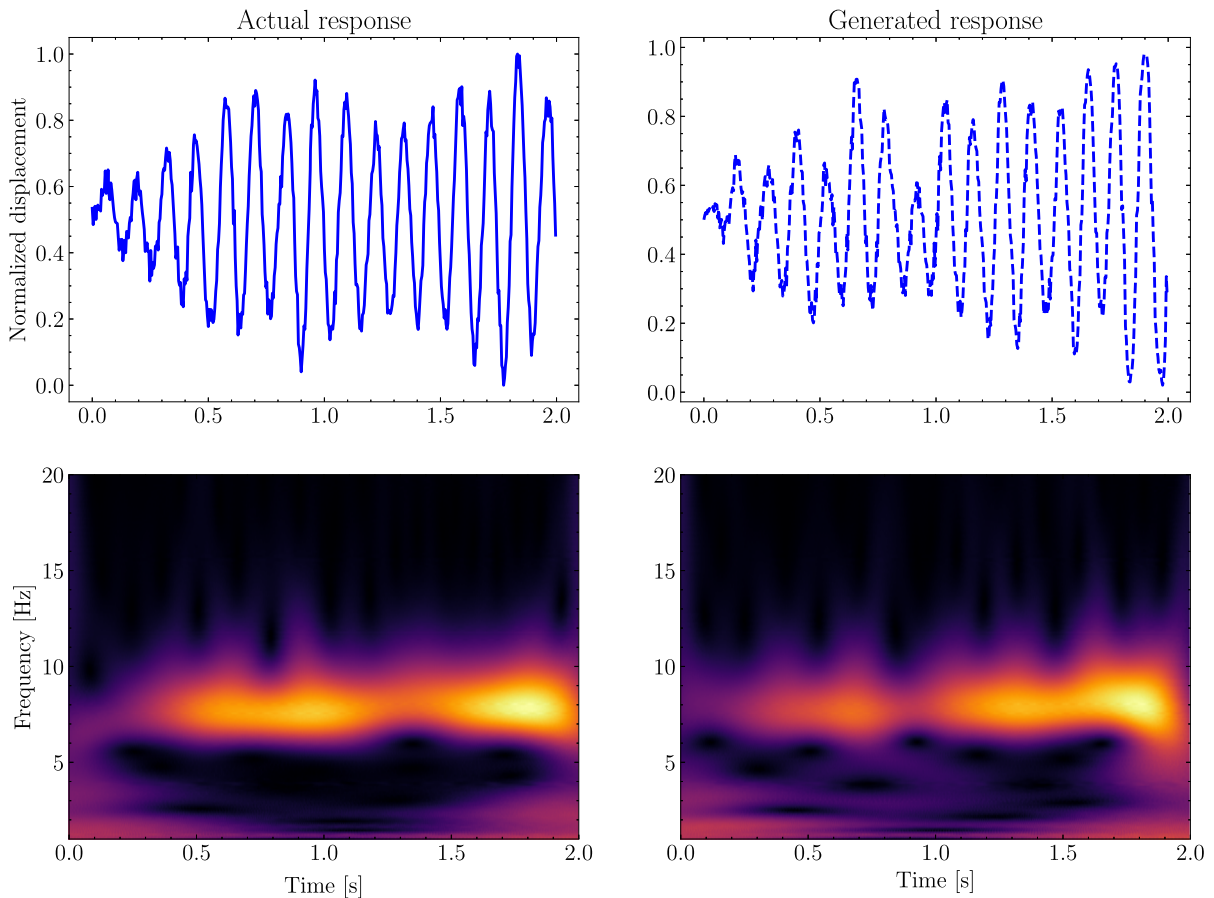 Actual response
Generated response
Normalized displacement
1.0
0.8
0.6
0.4
0.2
0.0
0.0 0.5 1.0 1.5 2.0
1.0
0.8
0.6
0.4
0.2
0.0
0.0 0.5 1.0 1.5 2.0
Frequency [Hz]
20
15
10
5
0.0 0.5 1.0 1.5 2.0
Time [s]
20
15
10
5
0.0 0.5 1.0 1.5 2.0
Time [s]